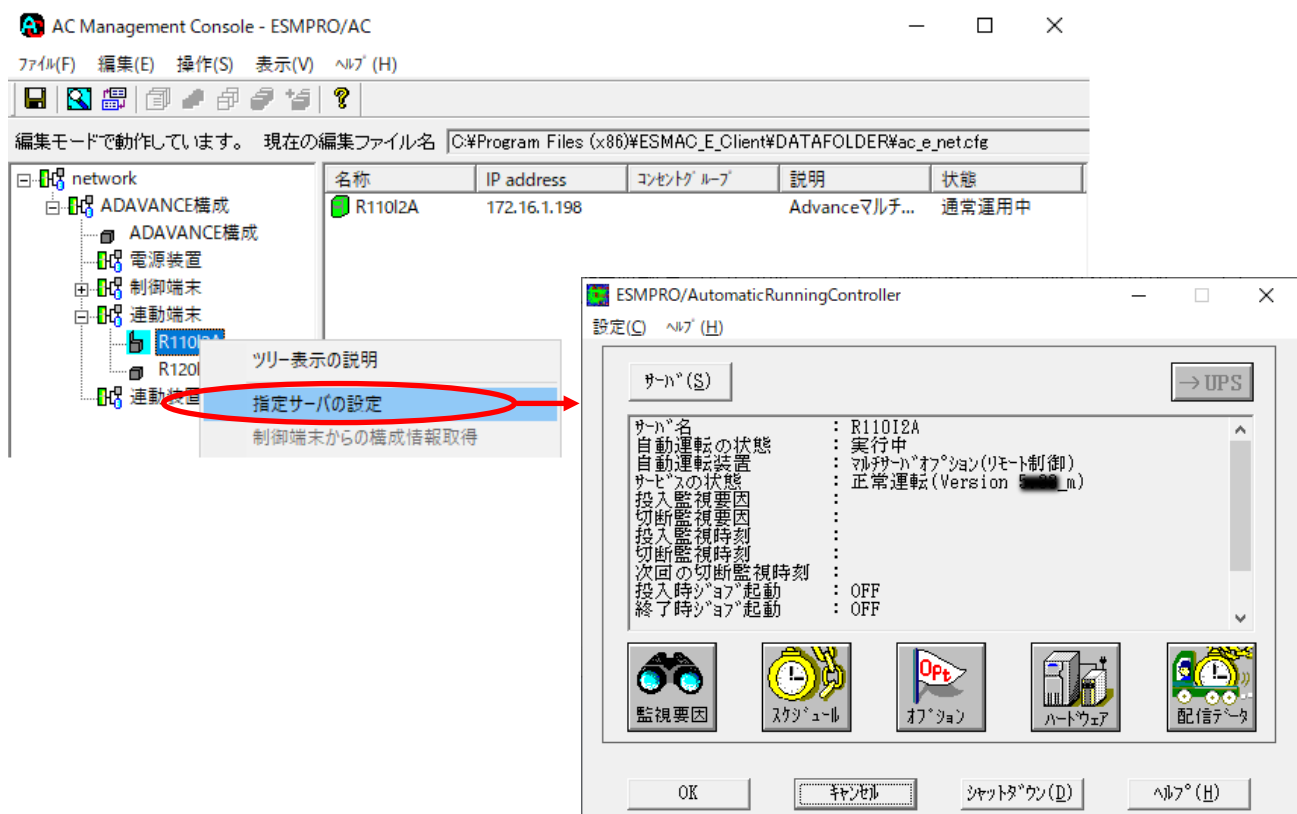 AC Management Console - ESMPRO/AC
ﾌｧｲﾙ(F) 編集(E) 操作(S) 表示(V) ﾍﾙﾌﾟ(H)
編集モードで動作しています。 現在の編集ファイル名 C:¥Program Files (x86)¥ESMAC_E_Client¥DATAFOLDER¥ac_e_net.cfg
network
ADAVANCE構成
ADAVANCE構成
電源装置
制御端末
連動端末
R110I2A
R120I
連動装置
名称 IP address ｺﾝｾﾝﾄｸﾞﾙｰﾌﾟ 説明 状態
R110I2A 172.16.1.198 Advanceマルチ... 通常運用中
ツリー表示の説明
指定サーバの設定
制御端末からの構成情報取得
ESMPRO/AutomaticRunningController
設定(C) ﾍﾙﾌﾟ(H)
ｻｰﾊﾞ(S)
→UPS
ｻｰﾊﾞ名 : R110I2A
自動運転の状態 : 実行中
自動運転装置 : ﾏﾙﾁｻｰﾊﾞｵﾌﾟｼｮﾝ(ﾘﾓｰﾄ制御)
ｻｰﾋﾞｽの状態 : 正常運転(Version _m)
投入監視要因 :
切断監視要因 :
投入監視時刻 :
切断監視時刻 :
次回の切断監視時刻 :
投入時ｼﾞｮﾌﾞ起動 : OFF
終了時ｼﾞｮﾌﾞ起動 : OFF
監視要因
ｽｹｼﾞｭｰﾙ
OPt
ｵﾌﾟｼｮﾝ
ﾊｰﾄﾞｳｪｱ
配信ﾃﾞｰﾀ
OK
ｷｬﾝｾﾙ
ｼｬｯﾄﾀﾞｳﾝ(D)
ﾍﾙﾌﾟ(H)